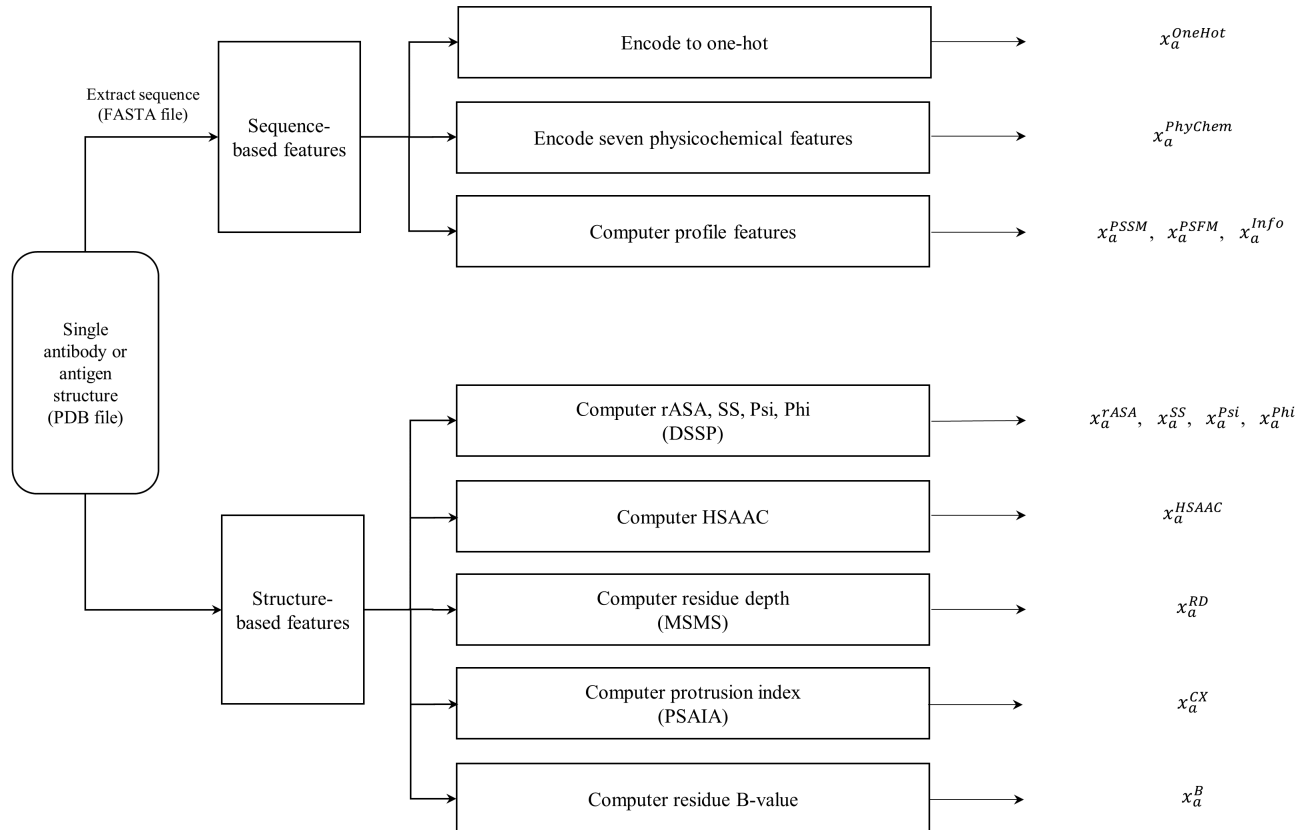 Extract sequence
(FASTA file)
Sequence-
based features
Encode to one-hot
x_a^{OneHot}
Encode seven physicochemical features
x_a^{PhyChem}
Computer profile features
x_a^{PSSM}, x_a^{PSFM}, x_a^{Info}
Single
antibody or
antigen
structure
(PDB file)
Structure-
based features
Computer rASA, SS, Psi, Phi
(DSSP)
x_a^{rASA}, x_a^{SS}, x_a^{Psi}, x_a^{Phi}
Computer HSAAC
x_a^{HSAAC}
Computer residue depth
(MSMS)
x_a^{RD}
Computer protrusion index
(PSAIA)
x_a^{CX}
Computer residue B-value
x_a^{B}